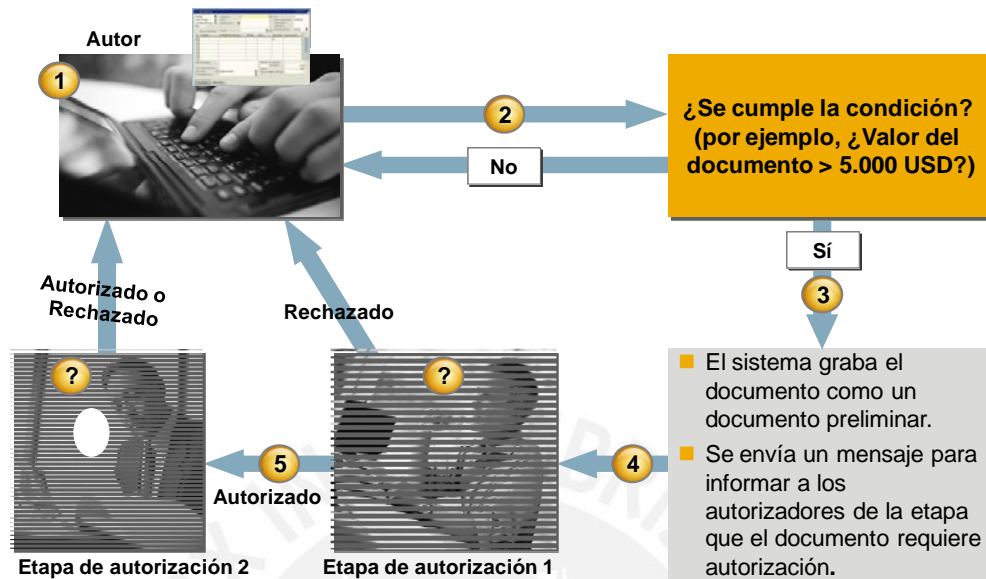 Autor
1
2
¿Se cumple la condición?
(por ejemplo, ¿Valor del
documento > 5.000 USD?)
No
Sí
3
Autorizado o
Rechazado
Rechazado
?
?
El sistema graba el
documento como un
documento preliminar.
Se envía un mensaje para
informar a los
autorizadores de la etapa
que el documento requiere
autorización.
4
5
Autorizado
Etapa de autorización 2
Etapa de autorización 1